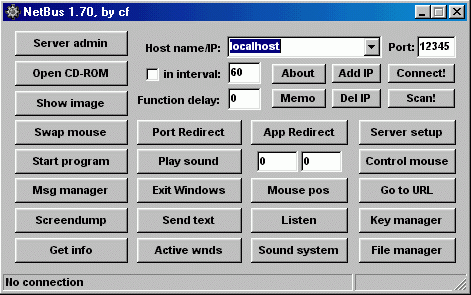 NetBus 1.70, by cf
Server admin
Host name/IP: localhost Port: 12345
Open CD-ROM
in interval: 60 About Add IP Connect!
Show image
Function delay: 0 Memo Del IP Scan!
Swap mouse Port Redirect App Redirect Server setup
Start program Play sound 0 0 Control mouse
Msg manager Exit Windows Mouse pos Go to URL
Screendump Send text Listen Key manager
Get info Active wnds Sound system File manager
No connection